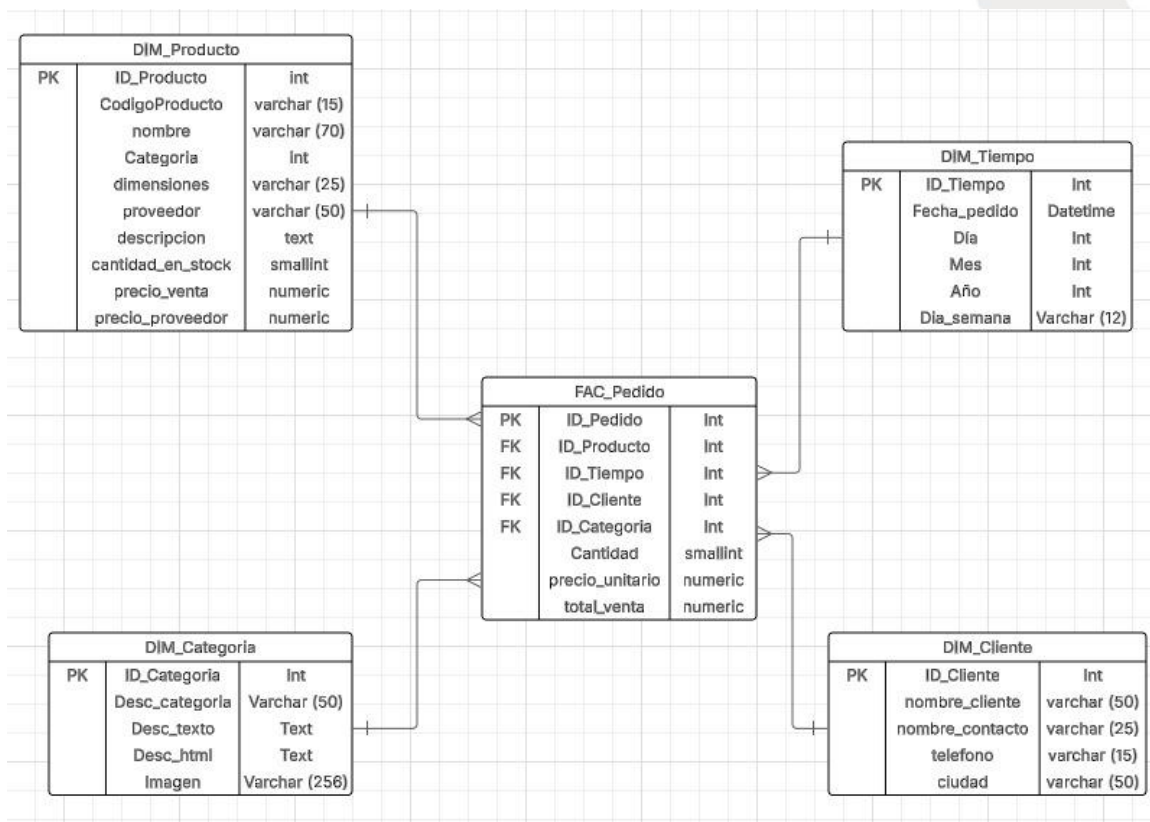 DIM_Producto
PK ID_Producto int
CodigoProducto varchar (15)
nombre varchar (70)
Categoria int
dimensiones varchar (25)
proveedor varchar (50)
descripcion text
cantidad_en_stock smallint
precio_venta numeric
precio_proveedor numeric
DIM_Tiempo
PK ID_Tiempo Int
Fecha_pedido Datetime
Día Int
Mes Int
Año Int
Dia_semana Varchar (12)
FAC_Pedido
PK ID_Pedido Int
FK ID_Producto Int
FK ID_Tiempo Int
FK ID_Cliente Int
FK ID_Categoria Int
Cantidad smallint
precio_unitario numeric
total_venta numeric
DIM_Categoria
PK ID_Categoria Int
Desc_categoria Varchar (50)
Desc_texto Text
Desc_html Text
Imagen Varchar (256)
DIM_Cliente
PK ID_Cliente Int
nombre_cliente varchar (50)
nombre_contacto varchar (25)
telefono varchar (15)
ciudad varchar (50)